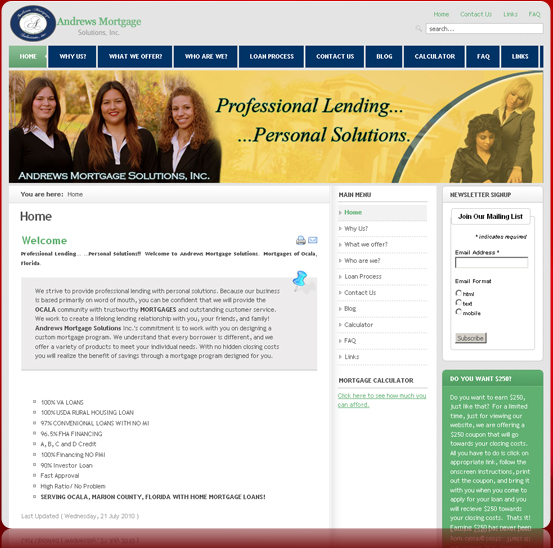 Andrews Mortgage
Solutions, Inc.
Home Contact Us Links FAQ
search...
HOME WHY US? WHAT WE OFFER? WHO ARE WE? LOAN PROCESS CONTACT US BLOG CALCULATOR FAQ LINKS
Professional Lending...
...Personal Solutions.
ANDREWS MORTGAGE SOLUTIONS, INC.
You are here: Home
Home
Welcome
Professional Lending... ...Personal Solutions!! Welcome to Andrews Mortgage Solutions. Mortgages of Ocala,
Florida.
We strive to provide professional lending with personal solutions. Because our business
is based primarily on word of mouth, you can be confident that we will provide the
OCALA community with trustworthy MORTGAGES and outstanding customer service.
We work to create a lifelong lending relationship with you, your friends, and family!
Andrews Mortgage Solutions Inc.'s commitment is to work with you on designing a
custom mortgage program. We understand that every borrower is different, and we
offer a variety of products to meet your individual needs. With no hidden closing costs
you will realize the benefit of savings through a mortgage program designed for you.
100% VA LOANS
100% USDA RURAL HOUSING LOAN
97% CONVENIONAL LOANS WITH NO MI
96.5% FHA FINANCING
A, B, C and D Credit
100% Financing NO PMI
90% Investor Loan
Fast Approval
High Ratio/ No Problem
SERVING OCALA, MARION COUNTY, FLORIDA WITH HOME MORTGAGE LOANS!
Last Updated ( Wednesday, 21 July 2010 )
MAIN MENU
Home
Why Us?
What we offer?
Who are we?
Loan Process
Contact Us
Blog
Calculator
FAQ
Links
MORTGAGE CALCULATOR
Click here to see how much you
can afford.
NEWSLETTER SIGNUP
Join Our Mailing List
* indicates required
Email Address *
Email Format
html
text
mobile
Subscribe
DO YOU WANT $250?
Do you want to earn $250,
just like that? For a limited
time, just for viewing our
website, we are offering a
$250 coupon that will go
towards your closing costs.
All you have to do is click on
appropriate link, follow the
onscreen instructions, print
out the coupon, and bring it
with you when you come to
apply for your loan and you
will recieve $250 towards
your closing costs. Thats it!
Earning $250 has never been